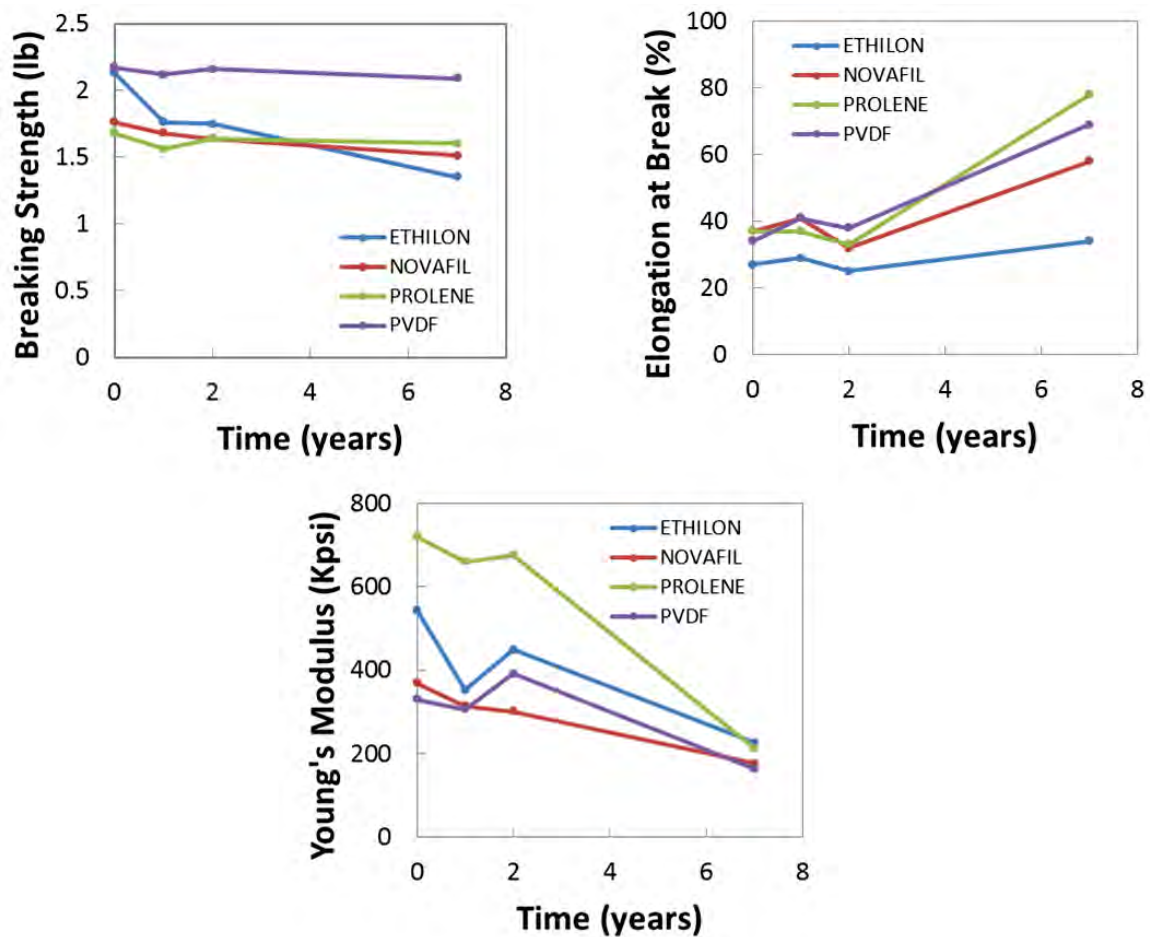 Breaking Strength (lb)
2.5
2
1.5
1
0.5
0
ETHILON
NOVAFIL
PROLENE
PVDF
0 2 4 6 8
Time (years)
Elongation at Break (%)
100
80
60
40
20
0
ETHILON
NOVAFIL
PROLENE
PVDF
0 2 4 6 8
Time (years)
Young's Modulus (Kpsi)
800
600
400
200
0
ETHILON
NOVAFIL
PROLENE
PVDF
0 2 4 6 8
Time (years)